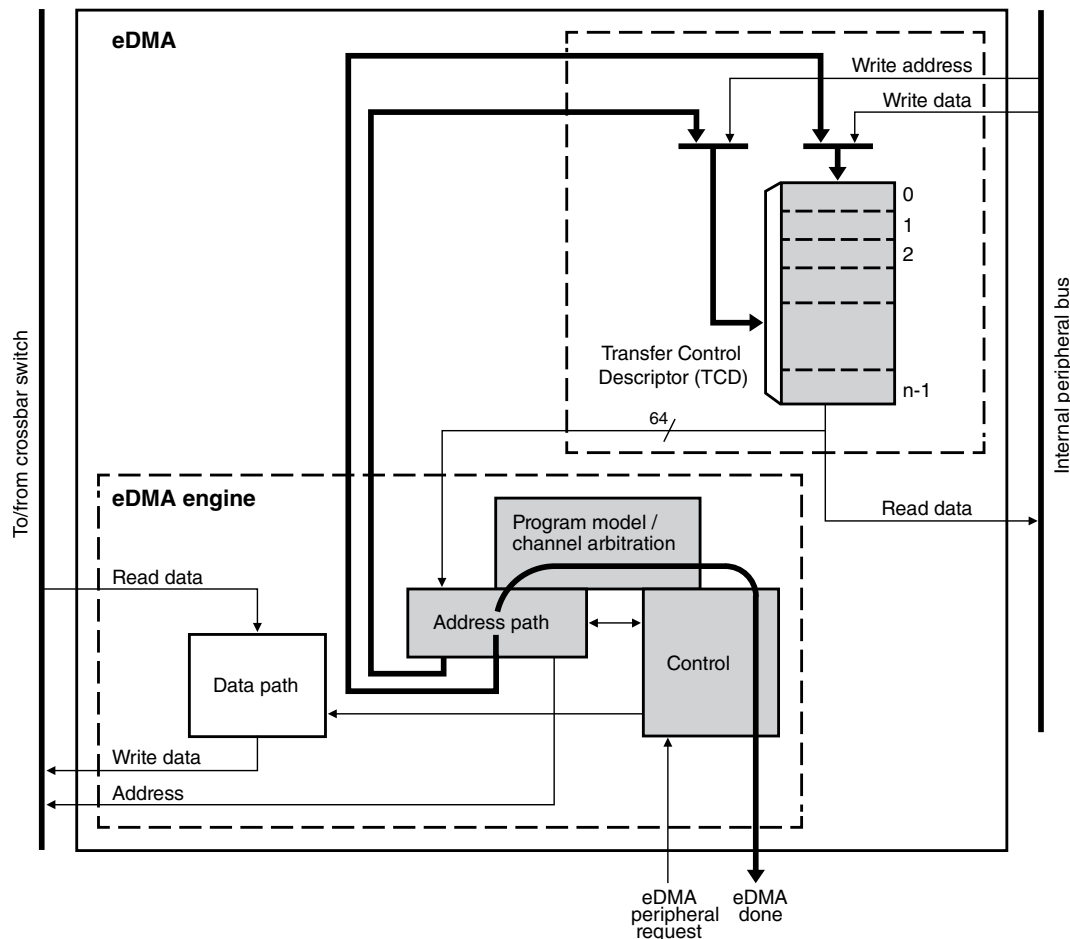 eDMA
Write address
Write data
0
1
2
n-1
Transfer Control
Descriptor (TCD)
64
Read data
To/from crossbar switch
Internal peripheral bus
eDMA engine
Program model /
channel arbitration
Read data
Address path
Control
Data path
Write data
Address
eDMA
peripheral
request
eDMA
done